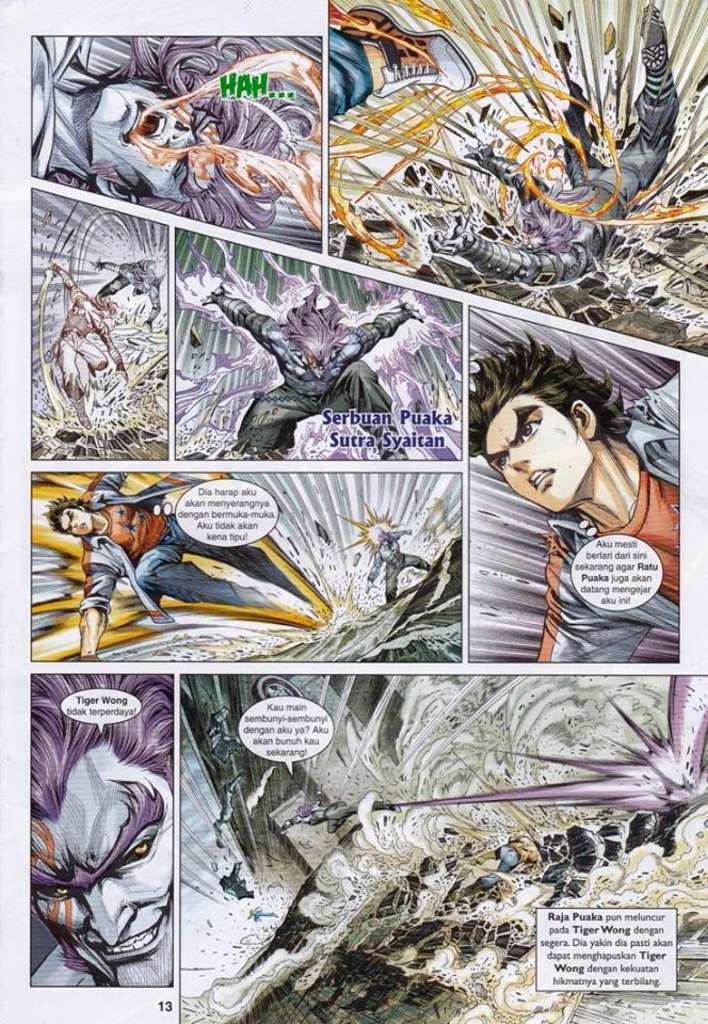 HAH...
Serbuan Puaka
Sutra Syaitan
Dia harap aku
akan menyerangnya
dengan bermuka-muka.
Aku tidak akan
kena tipu!
Aku mesti
berlari dari sini
sekarang agar Ratu
Puaka juga akan
datang mengejar
aku ini!
Tiger Wong
tidak terperdaya!
Kau main
sembunyi-sembunyi
dengan aku ya? Aku
akan bunuh kau
sekarang!
Raja Puaka pun meluncur
pada Tiger Wong dengan
segera. Dia yakin dia pasti akan
dapat menghapuskan Tiger
Wong dengan kekuatan
hikmatnya yang terbilang.
13